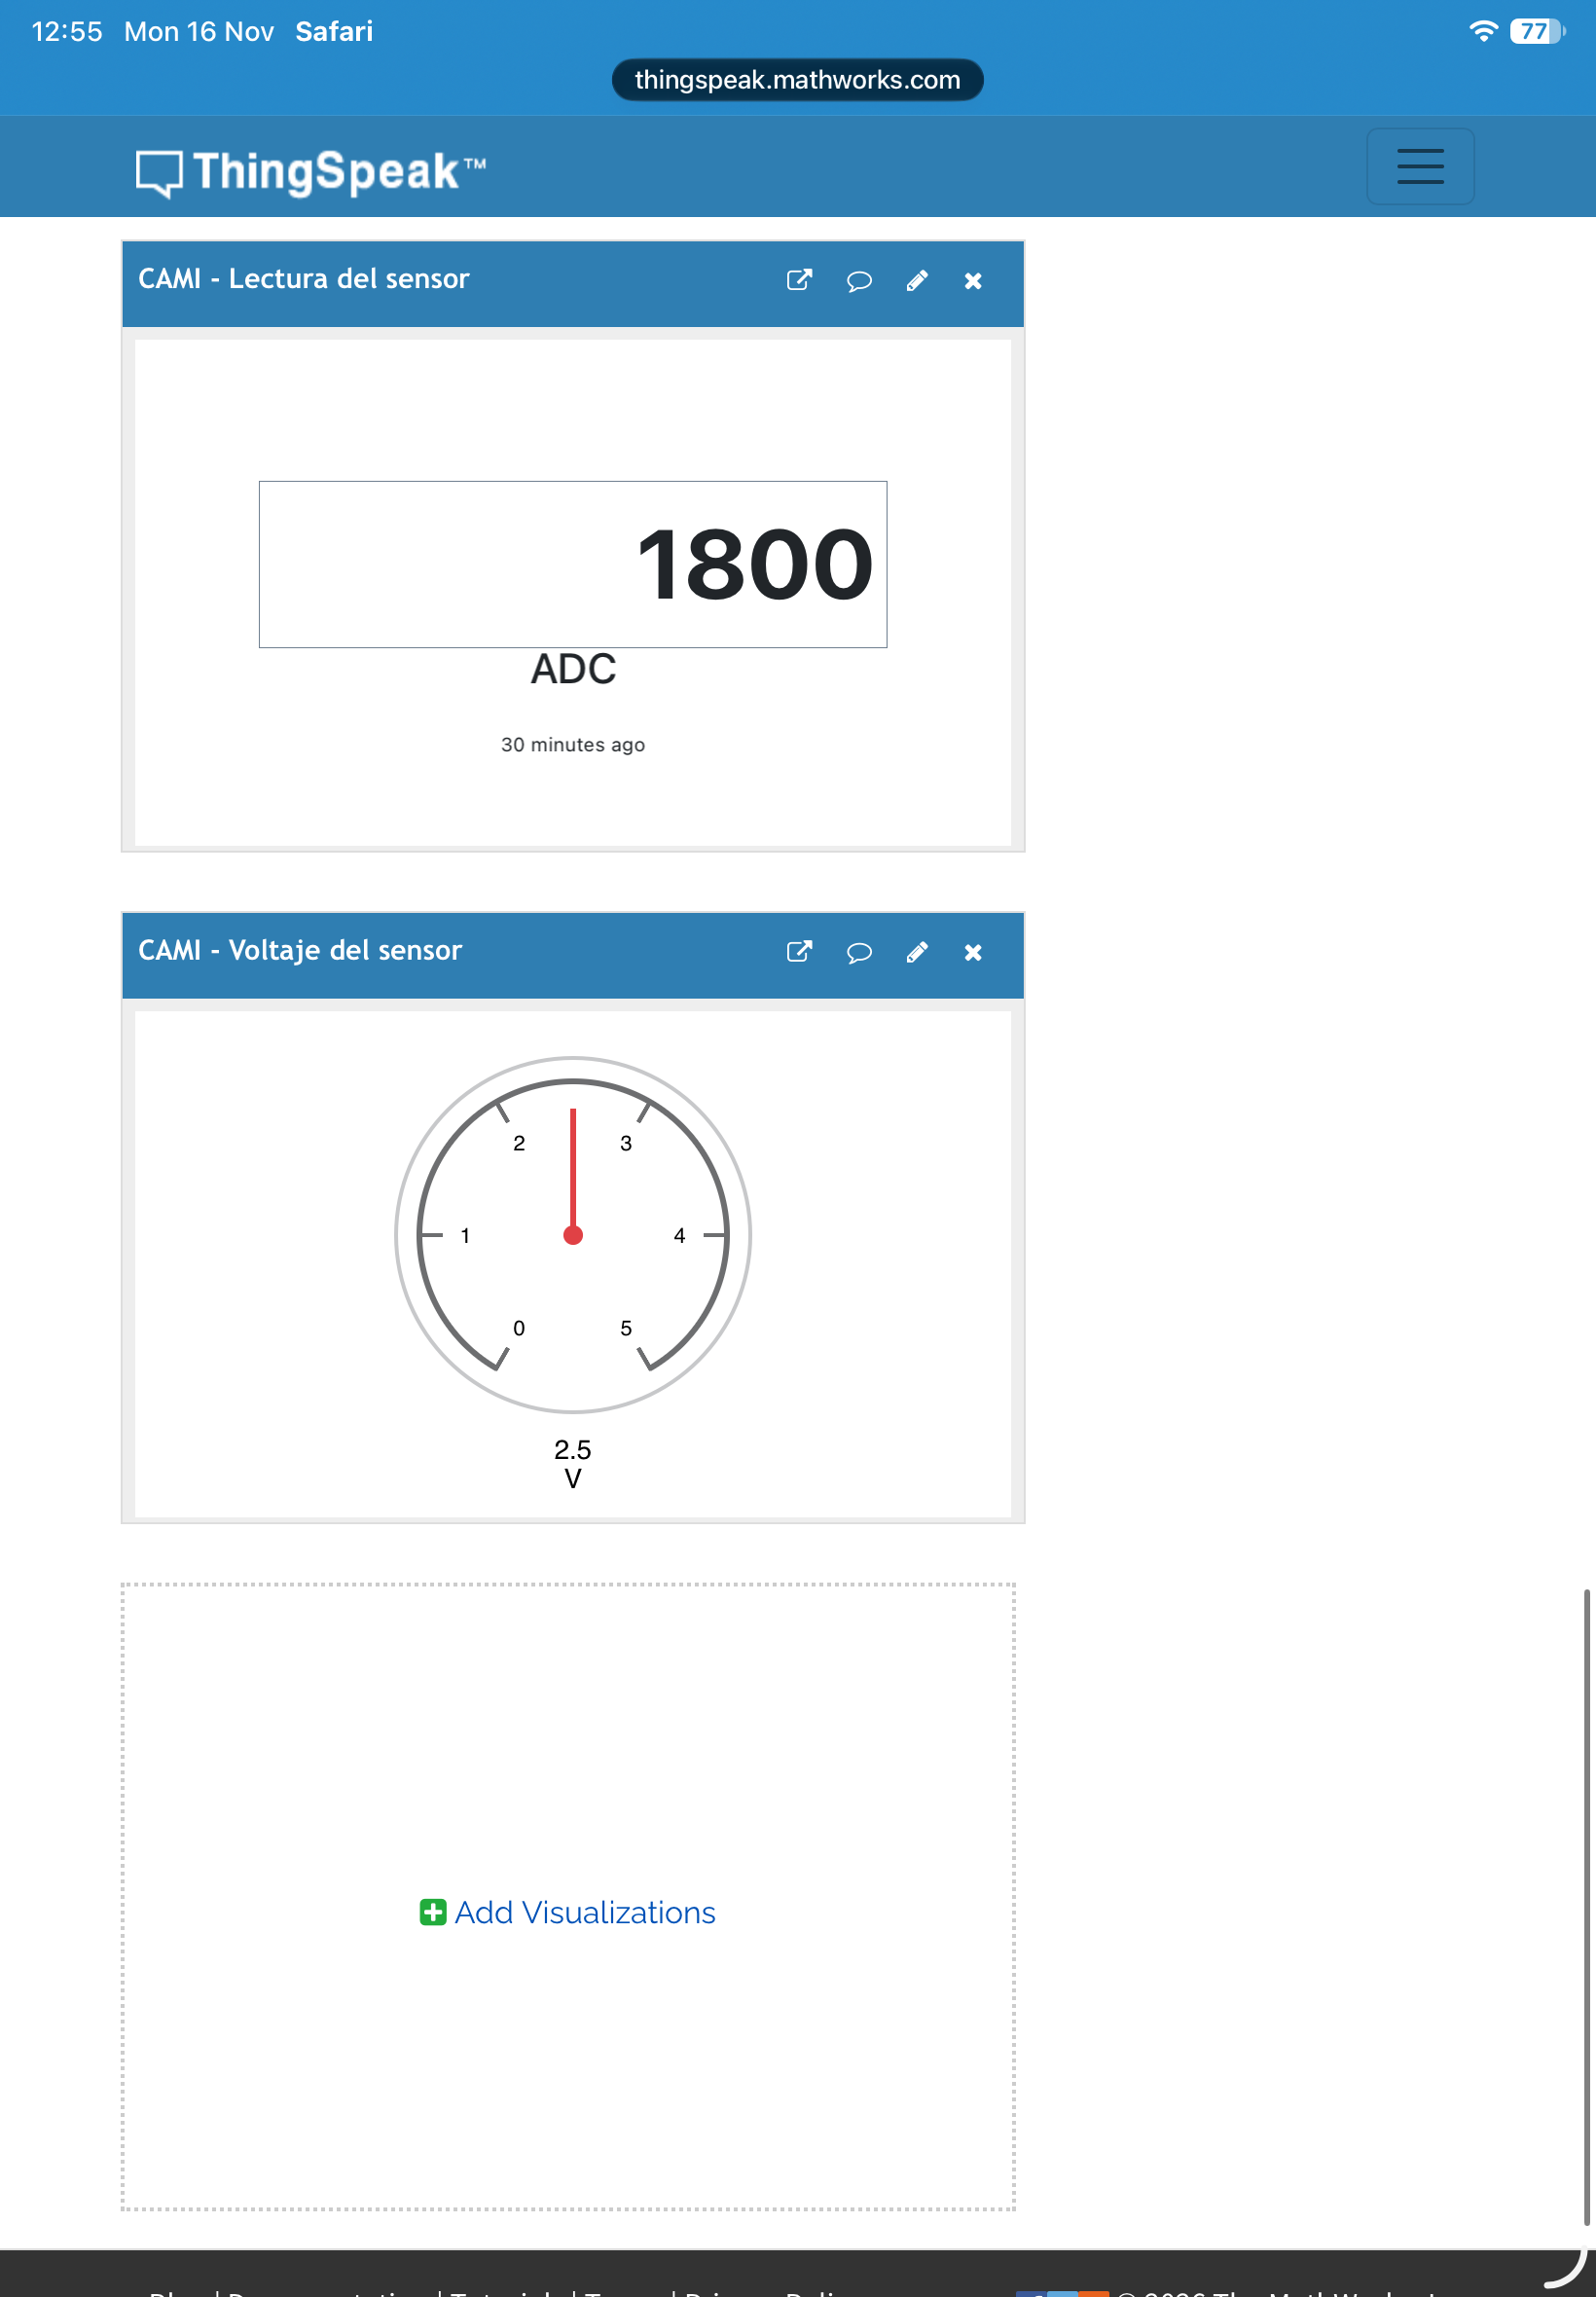 12:55 Mon 16 Nov Safari
77
thingspeak.mathworks.com
ThingSpeak™
CAMI - Lectura del sensor
1800
ADC
30 minutes ago
CAMI - Voltaje del sensor
2 3
1 4
0 5
2.5
V
Add Visualizations